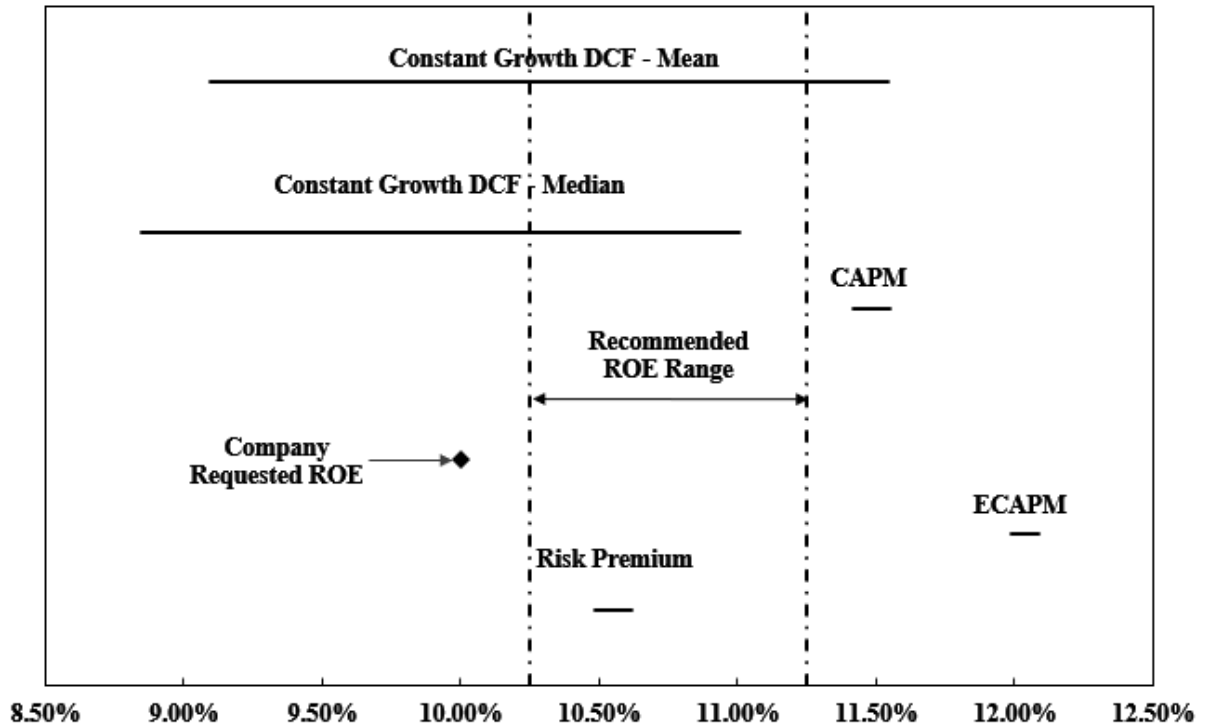 Constant Growth DCF - Mean
Constant Growth DCF - Median
CAPM
Recommended
ROE Range
Company
Requested ROE
ECAPM
Risk Premium
8.50% 9.00% 9.50% 10.00% 10.50% 11.00% 11.50% 12.00% 12.50%